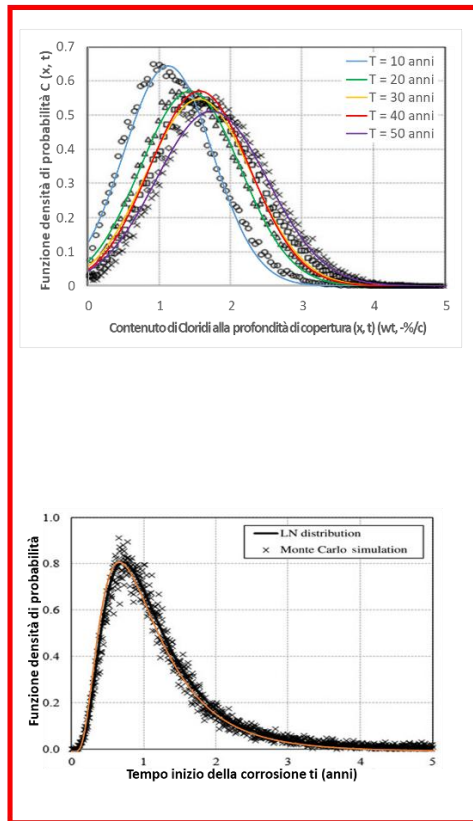 Funzione densità di probabilità C (x, t)
0.7
0.6
0.5
0.4
0.3
0.2
0.1
0
T = 10 anni
T = 20 anni
T = 30 anni
T = 40 anni
T = 50 anni
0 1 2 3 4 5
Contenuto di Cloridi alla profondità di copertura (x, t) (wt, -%/c)
Funzione densità di probabilità
1.0
0.8
0.6
0.4
0.2
0.0
LN distribution
Monte Carlo simulation
0 1 2 3 4 5
Tempo inizio della corrosione ti (anni)